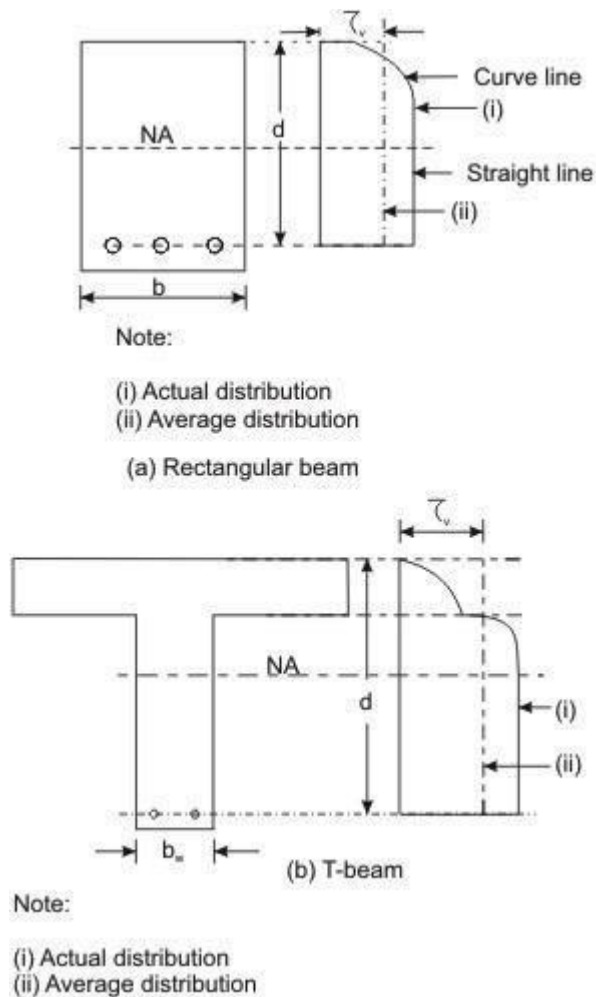 τᵥ
Curve line
(i)
NA
d
Straight line
(ii)
b
Note:
(i) Actual distribution
(ii) Average distribution
(a) Rectangular beam
τᵥ
NA
d
(i)
(ii)
b
(b) T-beam
Note:
(i) Actual distribution
(ii) Average distribution